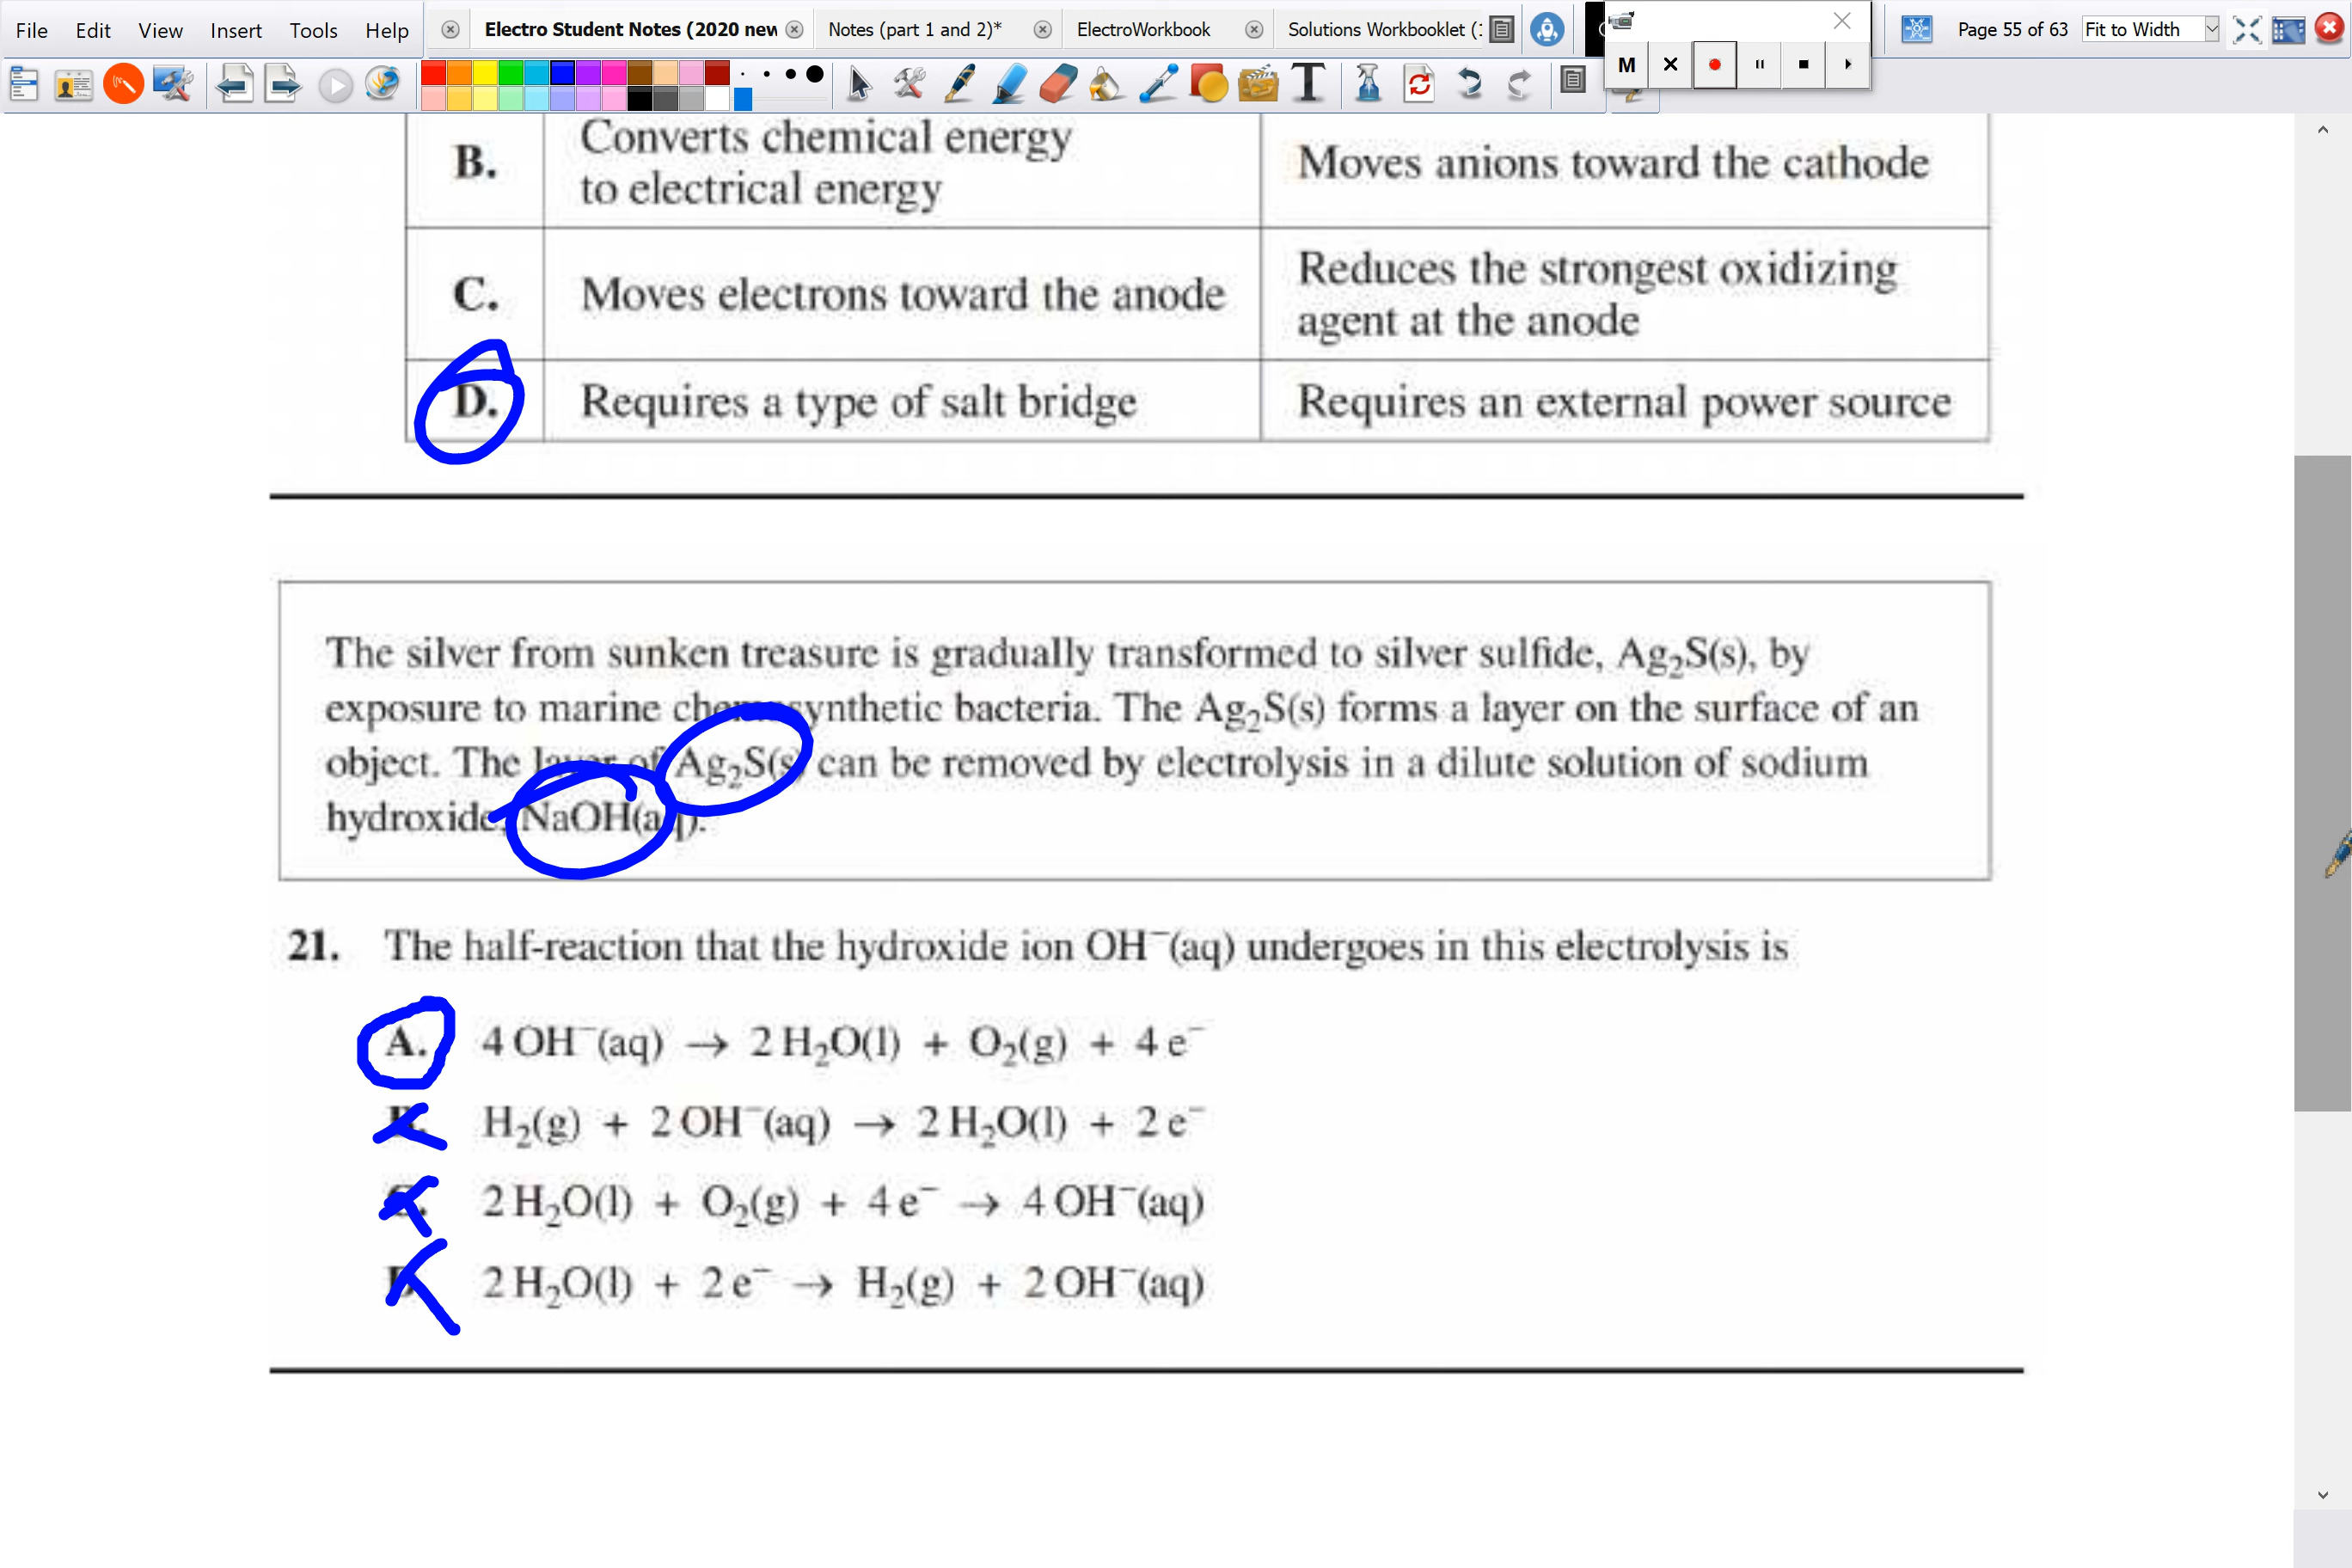 File Edit View Insert Tools Help
Electro Student Notes (2020 new
Notes (part 1 and 2)*
ElectroWorkbook
Solutions Workbooklet (1
Page 55 of 63
Fit to Width
M
T
B. Converts chemical energy to electrical energy Moves anions toward the cathode
C. Moves electrons toward the anode Reduces the strongest oxidizing agent at the anode
D. Requires a type of salt bridge Requires an external power source
The silver from sunken treasure is gradually transformed to silver sulfide, Ag₂S(s), by
exposure to marine chemosynthetic bacteria. The Ag₂S(s) forms a layer on the surface of an
object. The layer of Ag₂S(s) can be removed by electrolysis in a dilute solution of sodium
hydroxide, NaOH(aq).
21. The half-reaction that the hydroxide ion OH⁻(aq) undergoes in this electrolysis is
A. 4 OH⁻(aq) → 2 H₂O(l) + O₂(g) + 4 e⁻
B. H₂(g) + 2 OH⁻(aq) → 2 H₂O(l) + 2 e⁻
C. 2 H₂O(l) + O₂(g) + 4 e⁻ → 4 OH⁻(aq)
D. 2 H₂O(l) + 2 e⁻ → H₂(g) + 2 OH⁻(aq)